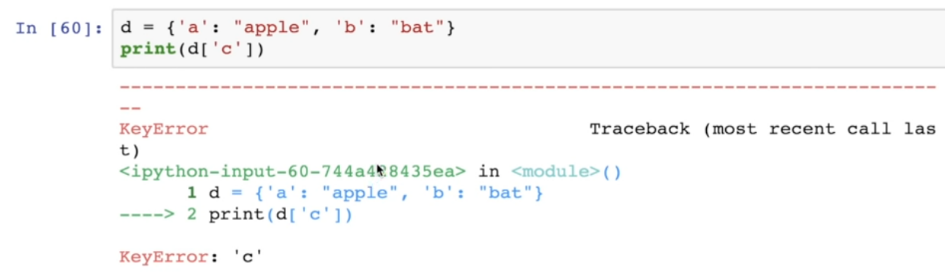 In [60]: d = {'a': "apple", 'b': "bat"}
print(d['c'])
---------------------------------------------------------------------------
KeyError Traceback (most recent call las
t)
<ipython-input-60-744a4 8435ea> in <module>()
1 d = {'a': "apple", 'b': "bat"}
----> 2 print(d['c'])
KeyError: 'c'